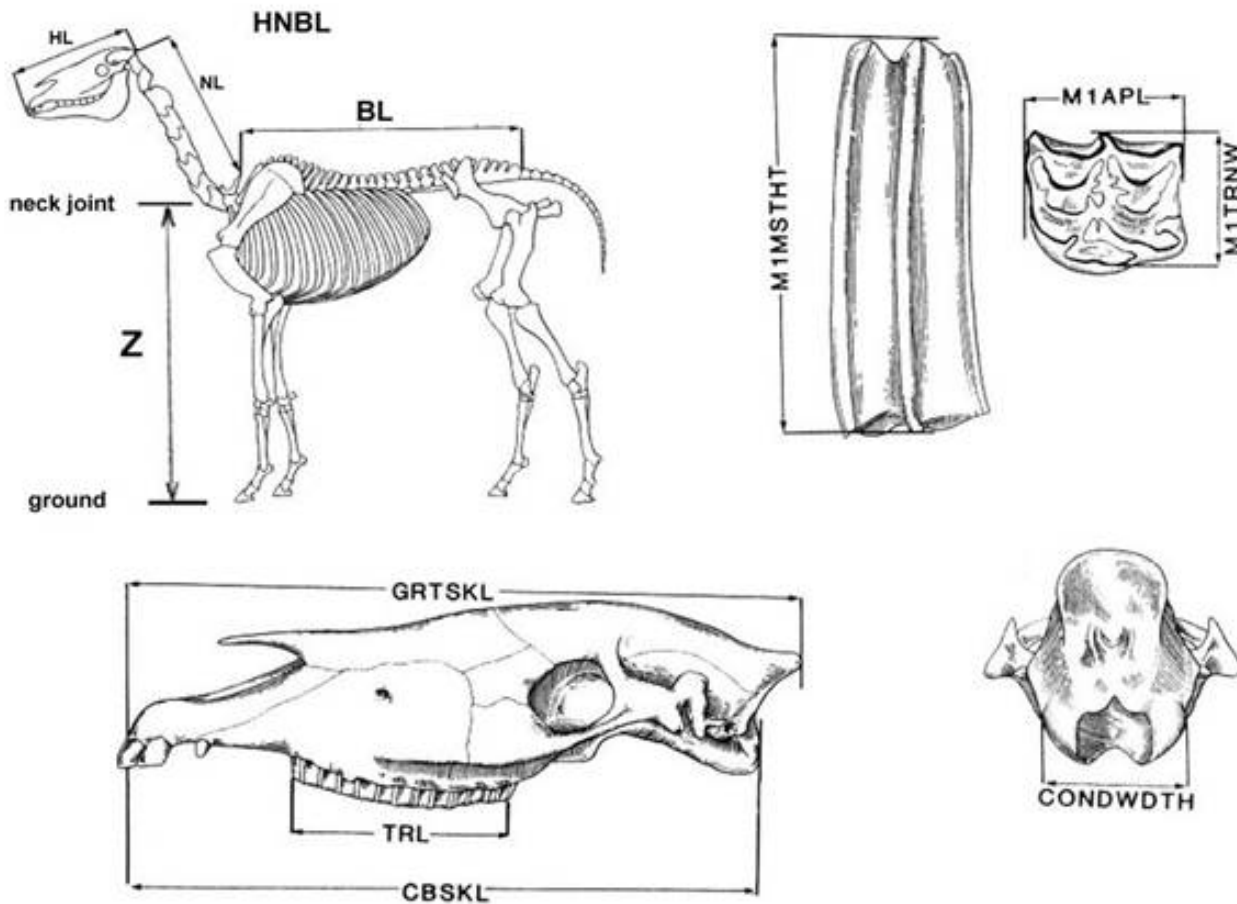 HNBL
HL
NL
BL
neck joint
Z
ground
M1MSTHT
M1APL
M1TRNW
GRTSKL
TRL
CBSKL
CONDWDTH